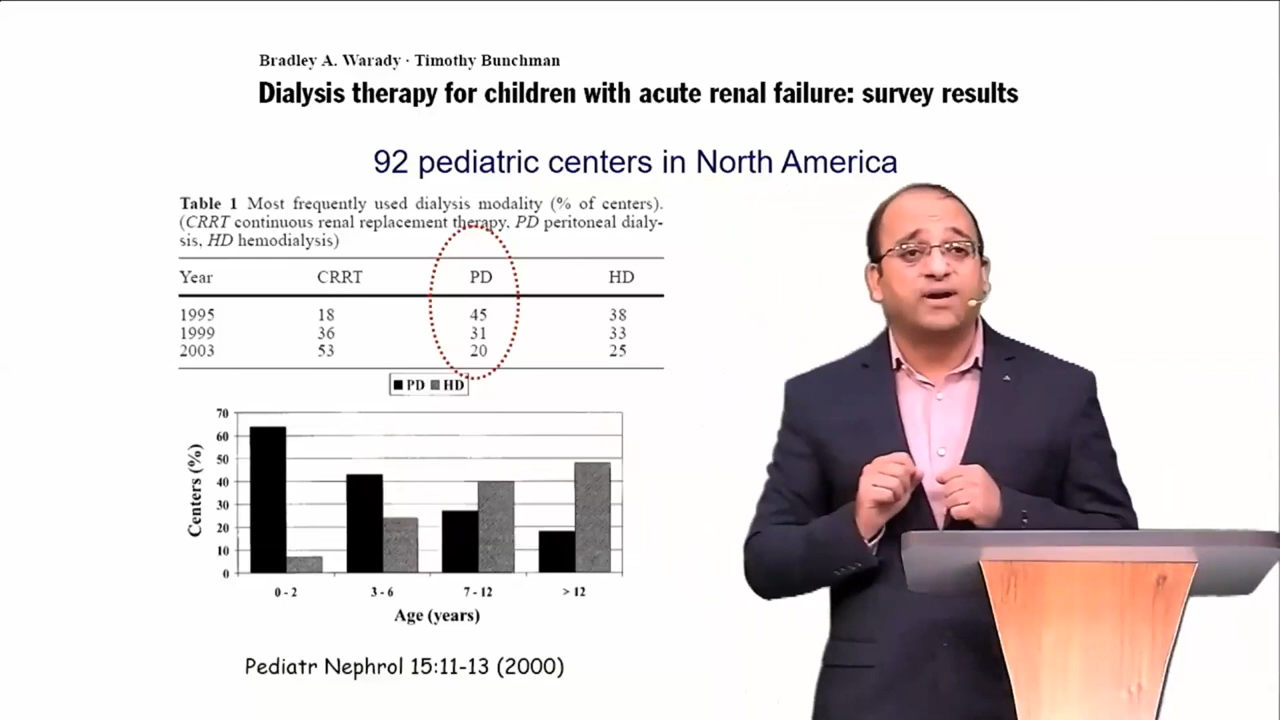 Bradley A. Warady · Timothy Bunchman
Dialysis therapy for children with acute renal failure: survey results
92 pediatric centers in North America
Table 1 Most frequently used dialysis modality (% of centers).
(CRRT continuous renal replacement therapy, PD peritoneal dialy-
sis, HD hemodialysis)
Year CRRT PD HD
1995 18 45 38
1999 36 31 33
2003 53 20 25
PD HD
70
60
50
40
30
20
10
0
Centers (%)
0 - 2 3 - 6 7 - 12 > 12
Age (years)
Pediatr Nephrol 15:11-13 (2000)